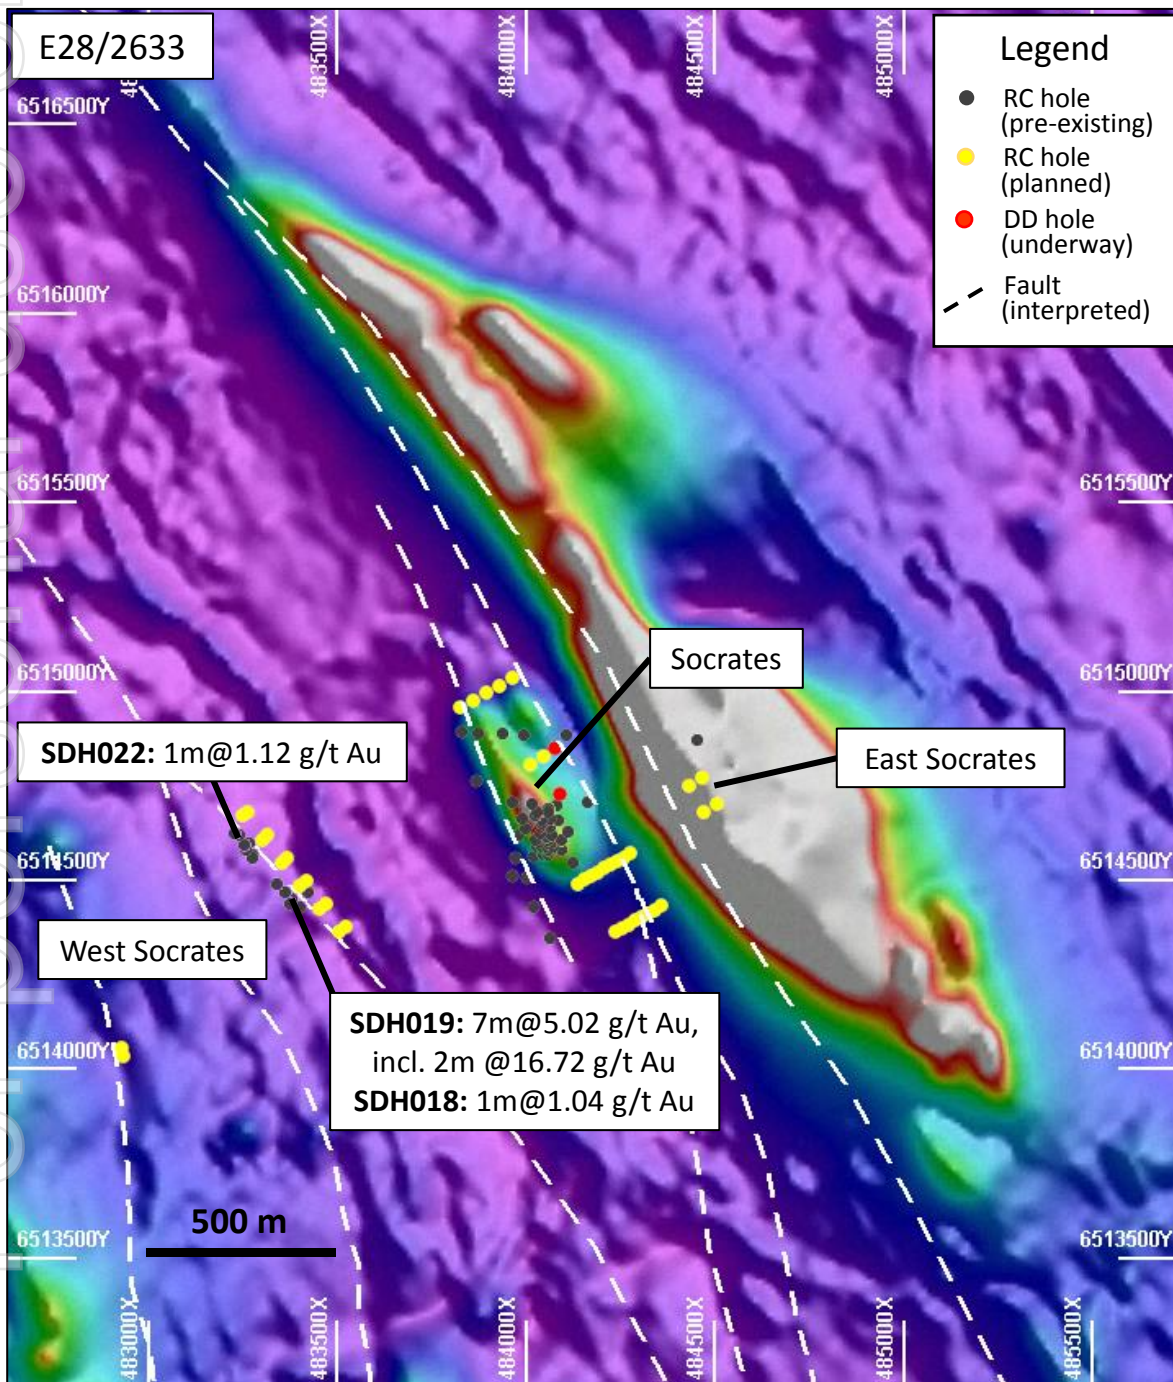 E28/2633
483500X
484000X
484500X
485000X
Legend
RC hole
(pre-existing)
RC hole
(planned)
DD hole
(underway)
Fault
(interpreted)
6516500Y
6516000Y
6515500Y
6515500Y
6515000Y
6515000Y
Socrates
SDH022: 1m@1.12 g/t Au
East Socrates
6514500Y
6514500Y
West Socrates
SDH019: 7m@5.02 g/t Au,
incl. 2m @16.72 g/t Au
SDH018: 1m@1.04 g/t Au
6514000Y
6514000Y
500 m
6513500Y
6513500Y
483000X
483500X
484000X
484500X
485000X
485500X